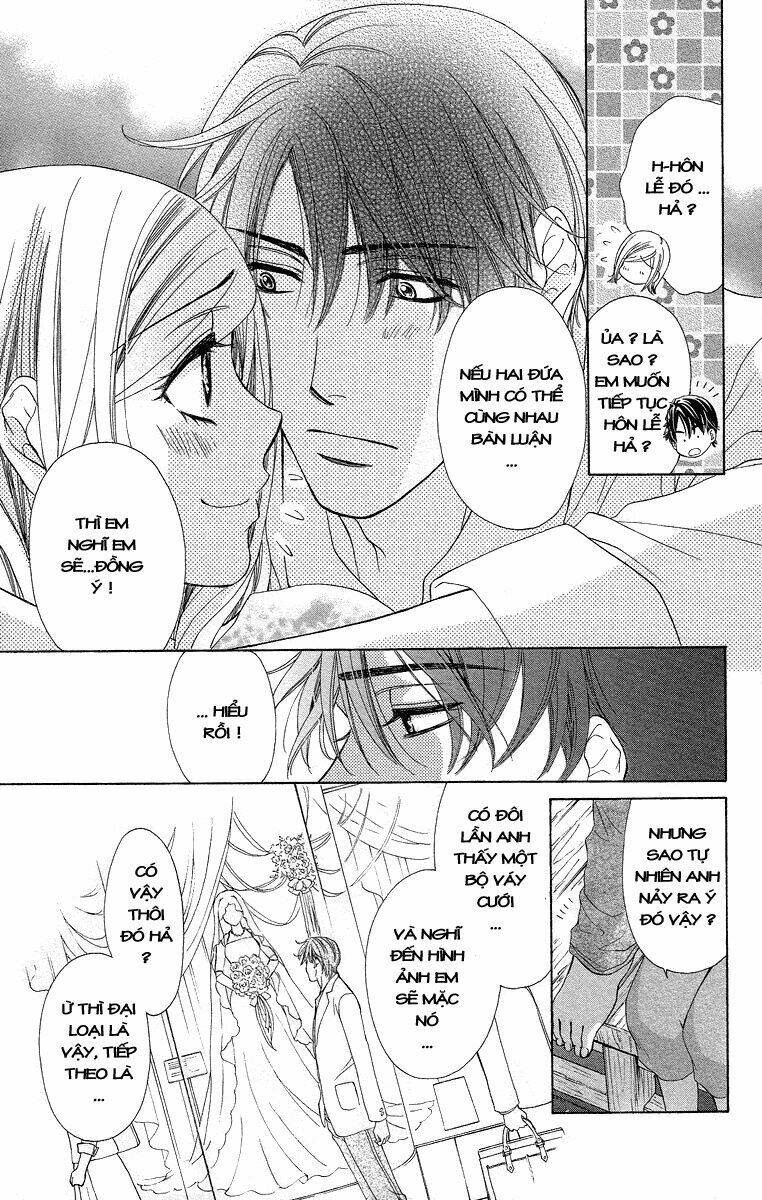 H-HÔN
LỄ ĐÓ ...
HẢ ?
ỦA ? LÀ
SAO ?
EM MUỐN
TIẾP TỤC
HÔN LỄ
HẢ ?
NẾU HAI ĐỨA
MÌNH CÓ THỂ
CÙNG NHAU
BÀN LUẬN
...
THÌ EM
NGHĨ EM
SẼ...ĐỒNG
Ý !
... HIỂU
RỒI !
NHƯNG
SAO TỰ
NHIÊN ANH
NẢY RA Ý
ĐÓ VẬY ?
CÓ ĐÔI
LẦN ANH
THẤY MỘT
BỘ VÁY
CƯỚI
...
VÀ NGHĨ
ĐẾN HÌNH
ẢNH EM
SẼ MẶC
NÓ
...
CÓ
VẬY
THÔI
ĐÓ HẢ
?
Ữ THÌ ĐẠI
LOẠI LÀ
VẬY, TIẾP
THEO LÀ
...